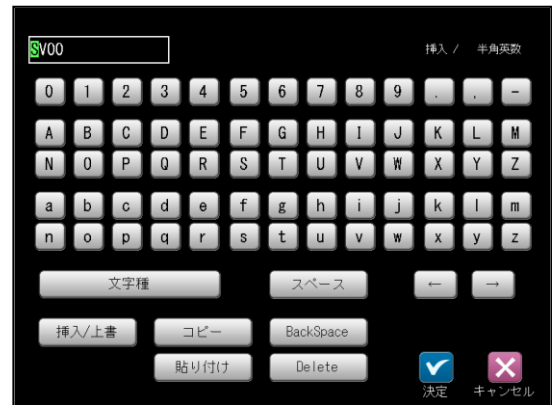 SV00
挿入 / 半角英数
0 1 2 3 4 5 6 7 8 9 . , -
A B C D E F G H I J K L M
N O P Q R S T U V W X Y Z
a b c d e f g h i j k l m
n o p q r s t u v w x y z
文字種 スペース ← →
挿入/上書 コピー BackSpace
貼り付け Delete
決定 キャンセル